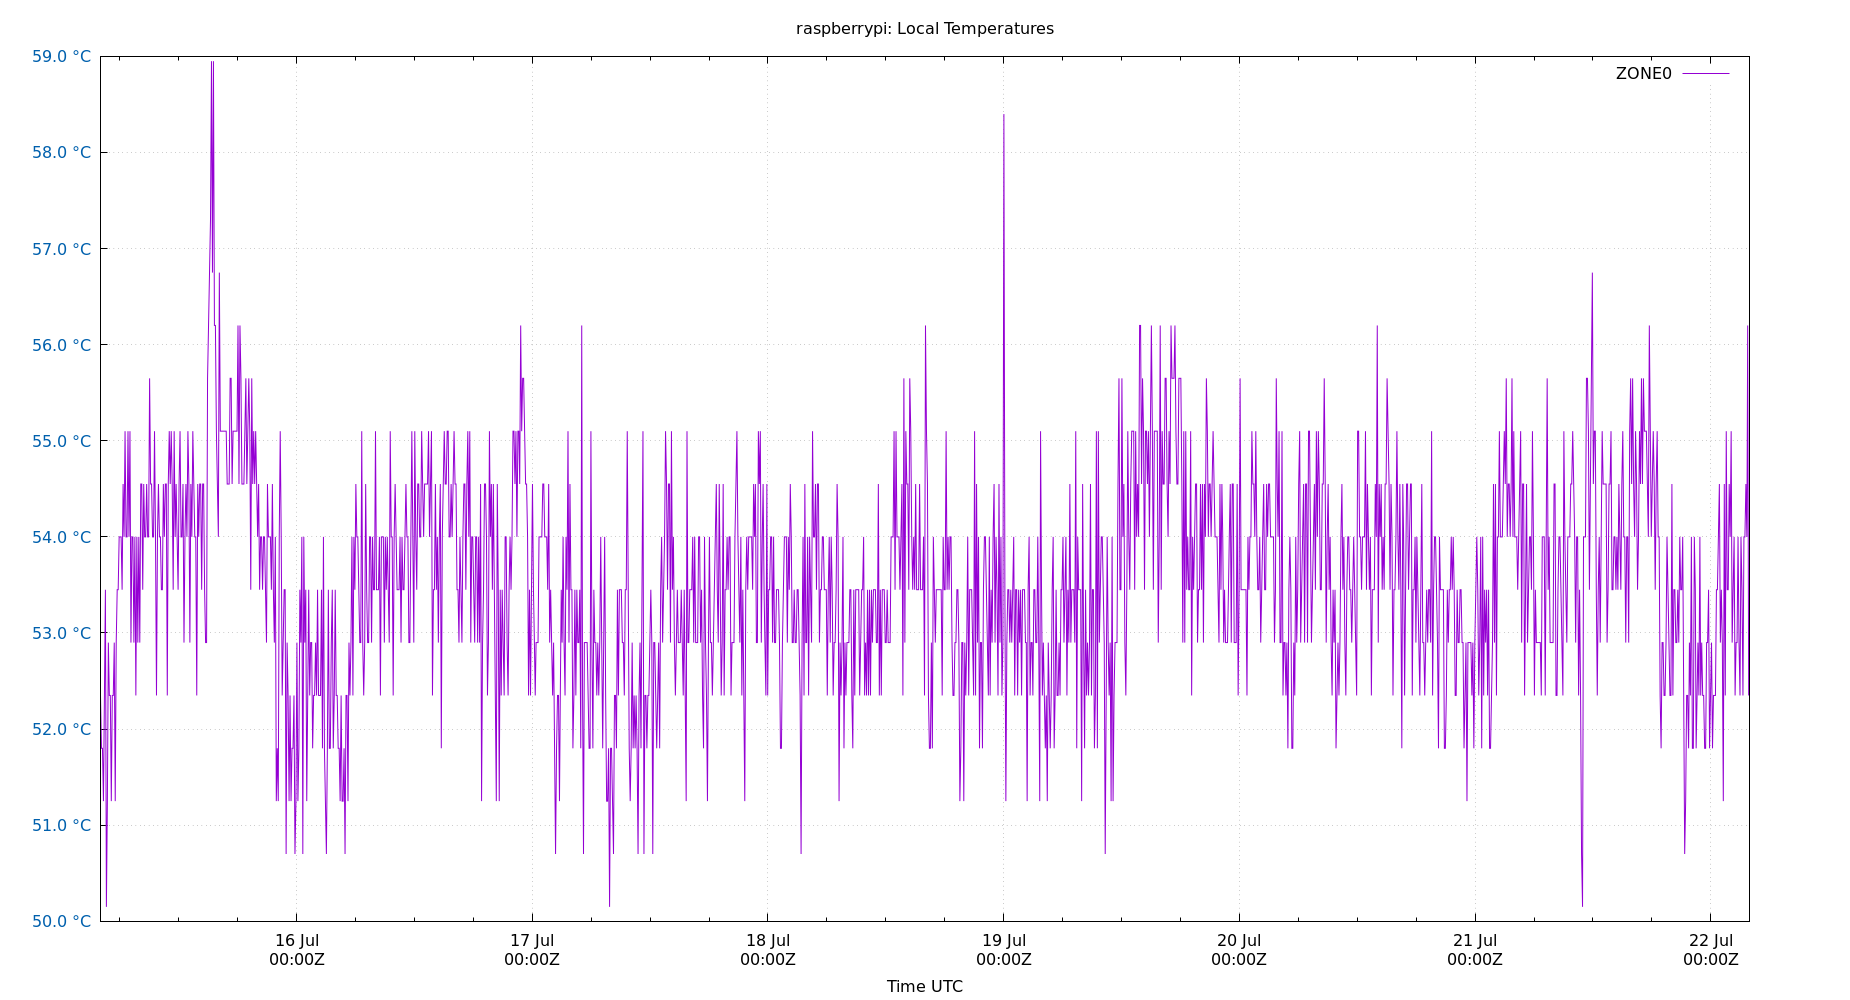 raspberrypi: Local Temperatures
59.0 °C
ZONE0
58.0 °C
57.0 °C
56.0 °C
55.0 °C
54.0 °C
53.0 °C
52.0 °C
51.0 °C
50.0 °C
16 Jul
00:00Z
17 Jul
00:00Z
18 Jul
00:00Z
19 Jul
00:00Z
20 Jul
00:00Z
21 Jul
00:00Z
22 Jul
00:00Z
Time UTC